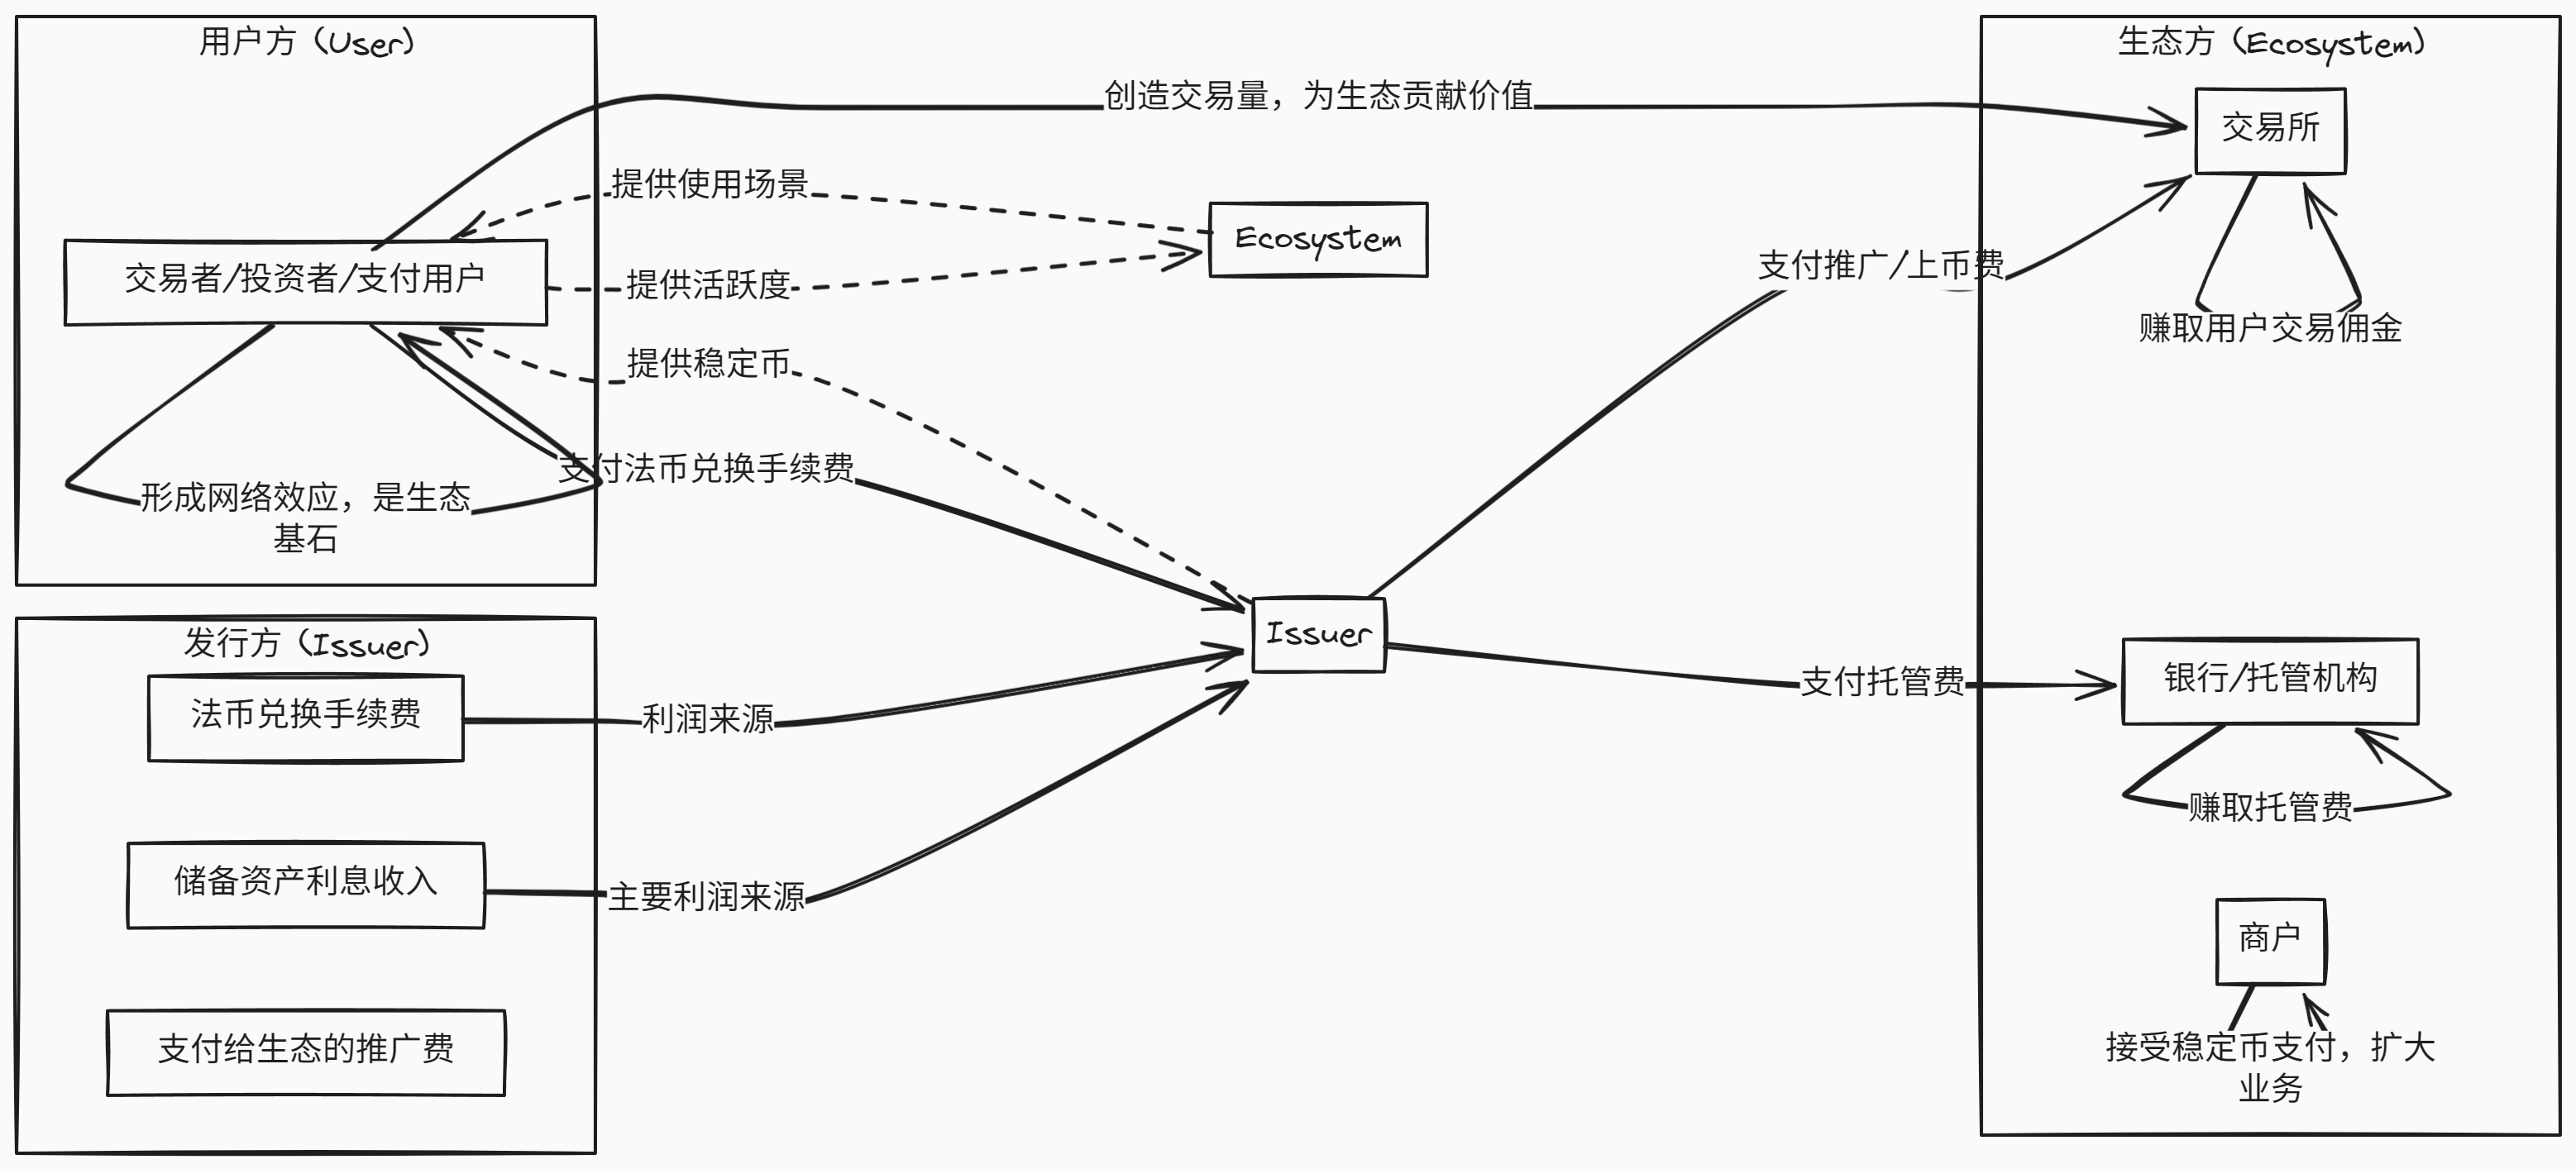 用户方（User）
生态方（Ecosystem）
创造交易量，为生态贡献价值
交易所
提供使用场景
Ecosystem
交易者/投资者/支付用户
提供活跃度
支付推广/上币费
赚取用户交易佣金
提供稳定币
支付法币兑换手续费
形成网络效应，是生态
基石
发行方（Issuer）
Issuer
法币兑换手续费
利润来源
支付托管费
银行/托管机构
赚取托管费
储备资产利息收入
主要利润来源
商户
支付给生态的推广费
接受稳定币支付，扩大
业务